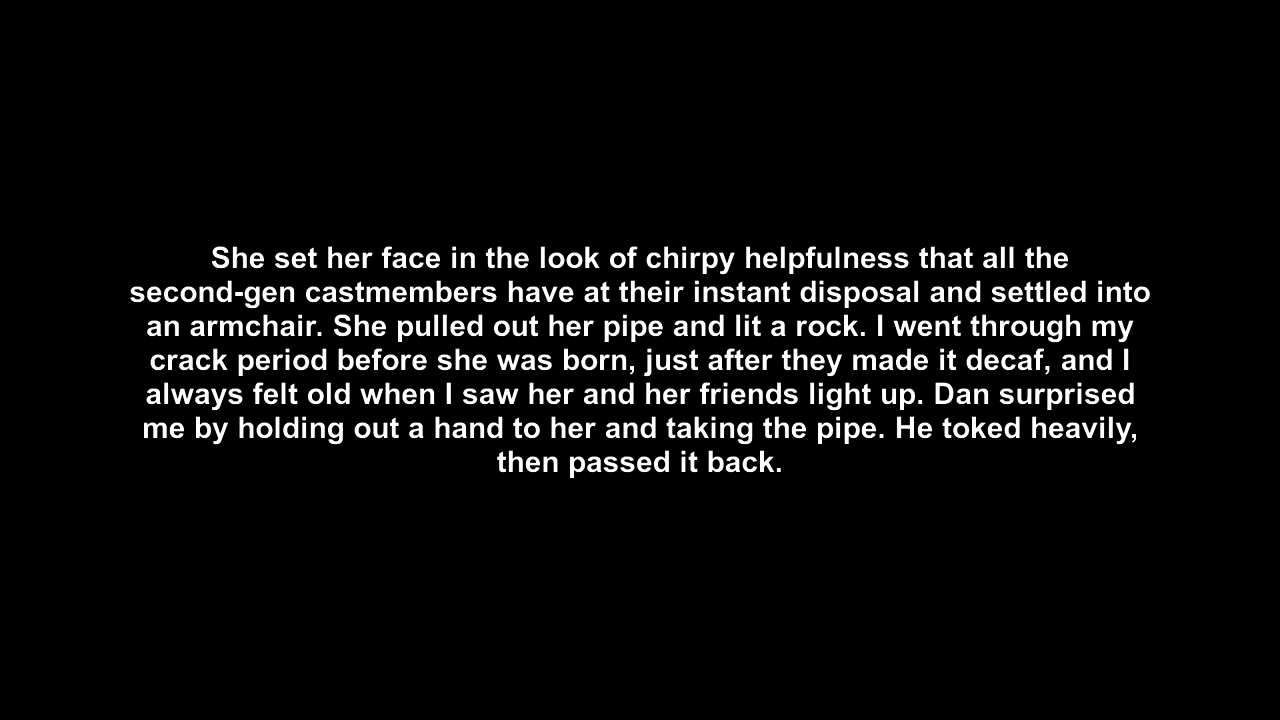 She set her face in the look of chirpy helpfulness that all the
second-gen castmembers have at their instant disposal and settled into
an armchair. She pulled out her pipe and lit a rock. I went through my
crack period before she was born, just after they made it decaf, and I
always felt old when I saw her and her friends light up. Dan surprised
me by holding out a hand to her and taking the pipe. He toked heavily,
then passed it back.